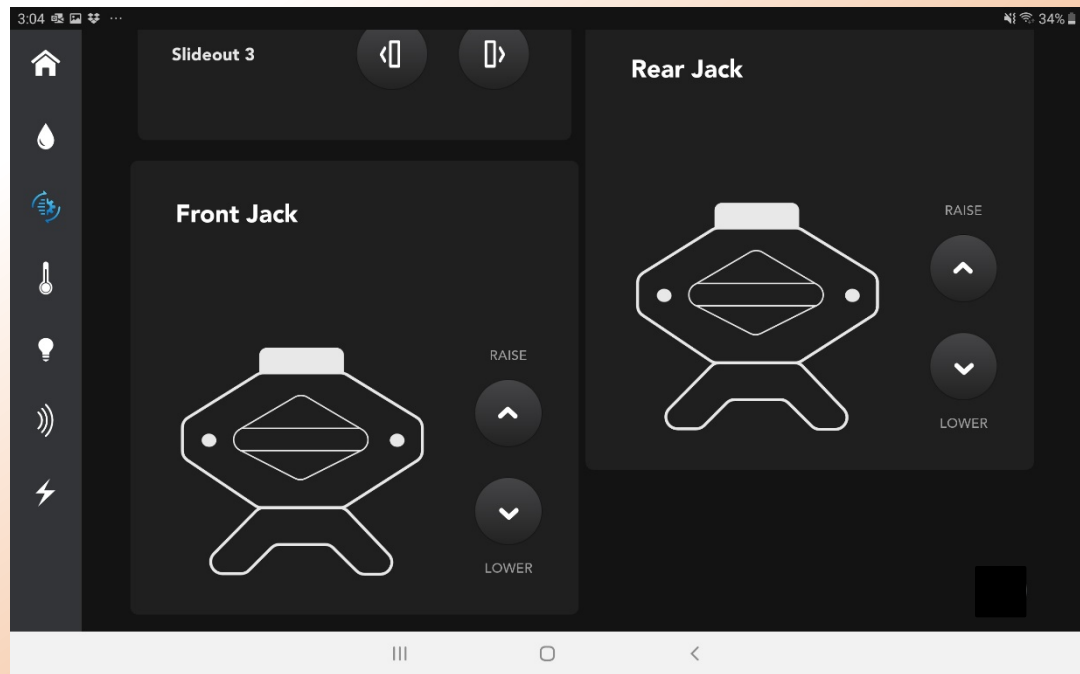 3:04
34%
Slideout 3
Rear Jack
RAISE
LOWER
Front Jack
RAISE
LOWER